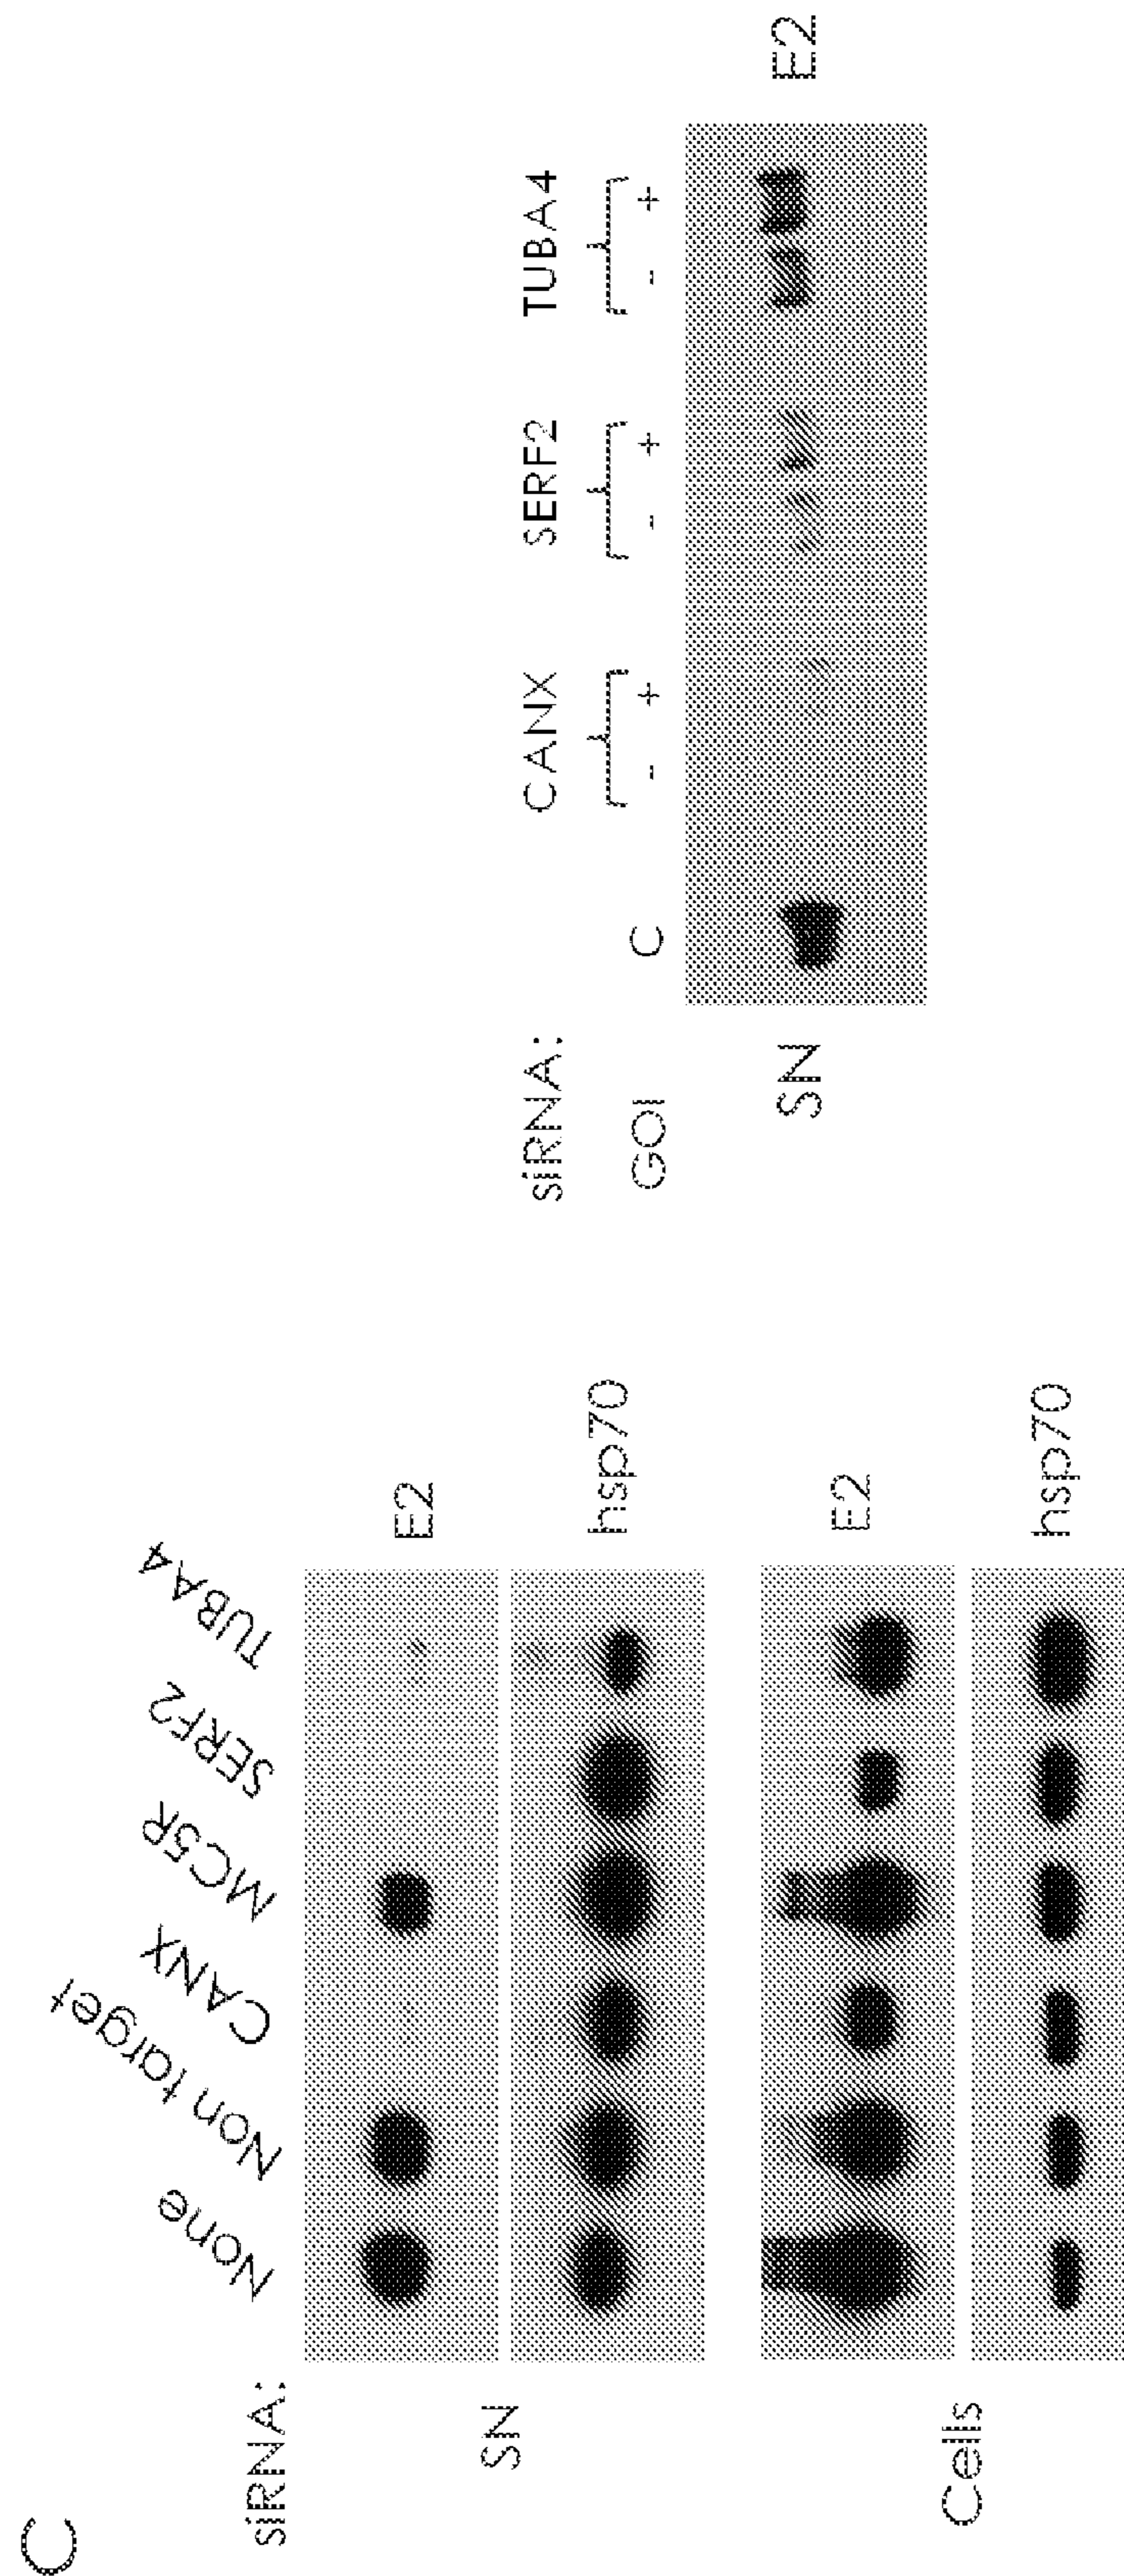 C
siRNA:
None
Non target
CANX
MC5R
SERF2
TUBA4
SN
E2
hsp70
Cells
E2
hsp70
siRNA:
CANX
SERF2
TUBA4
GOI
C
- + - + - +
SN
E2